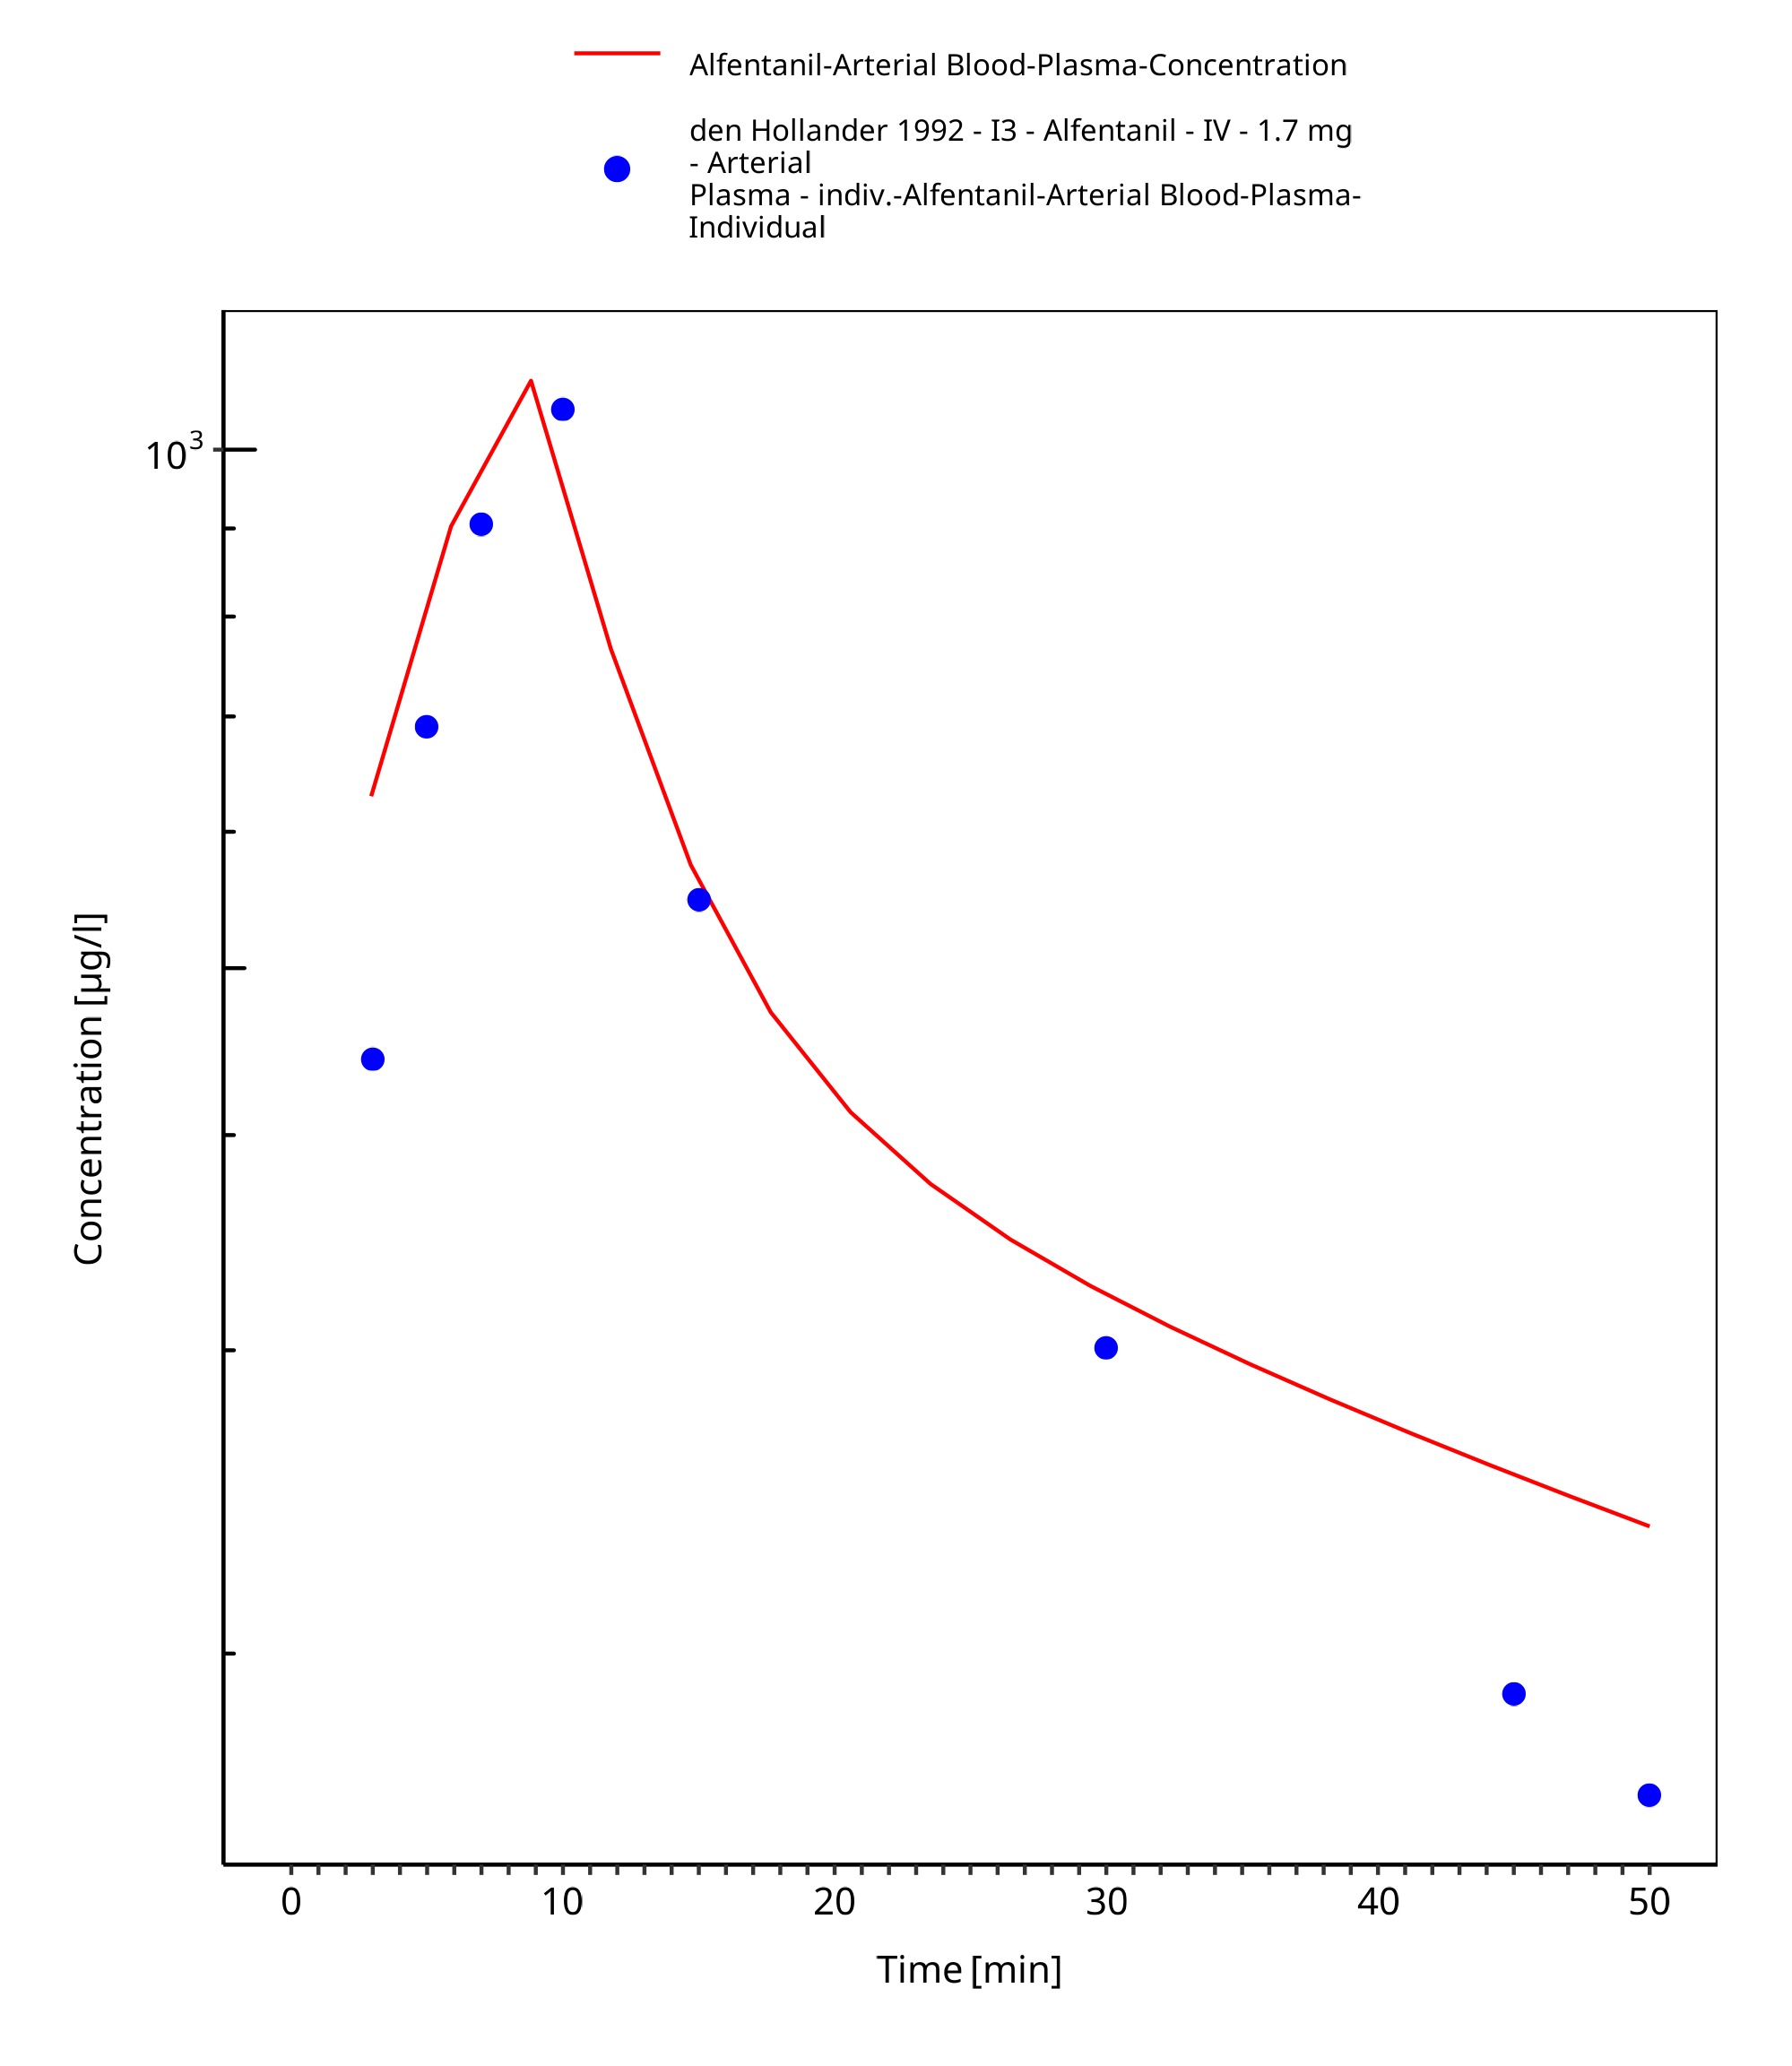 Alfentanil-Arterial Blood-Plasma-Concentration
den Hollander 1992 - I3 - Alfentanil - IV - 1.7 mg
- Arterial
Plasma - indiv.-Alfentanil-Arterial Blood-Plasma-
Individual
10³
Concentration [µg/l]
0 10 20 30 40 50
Time [min]